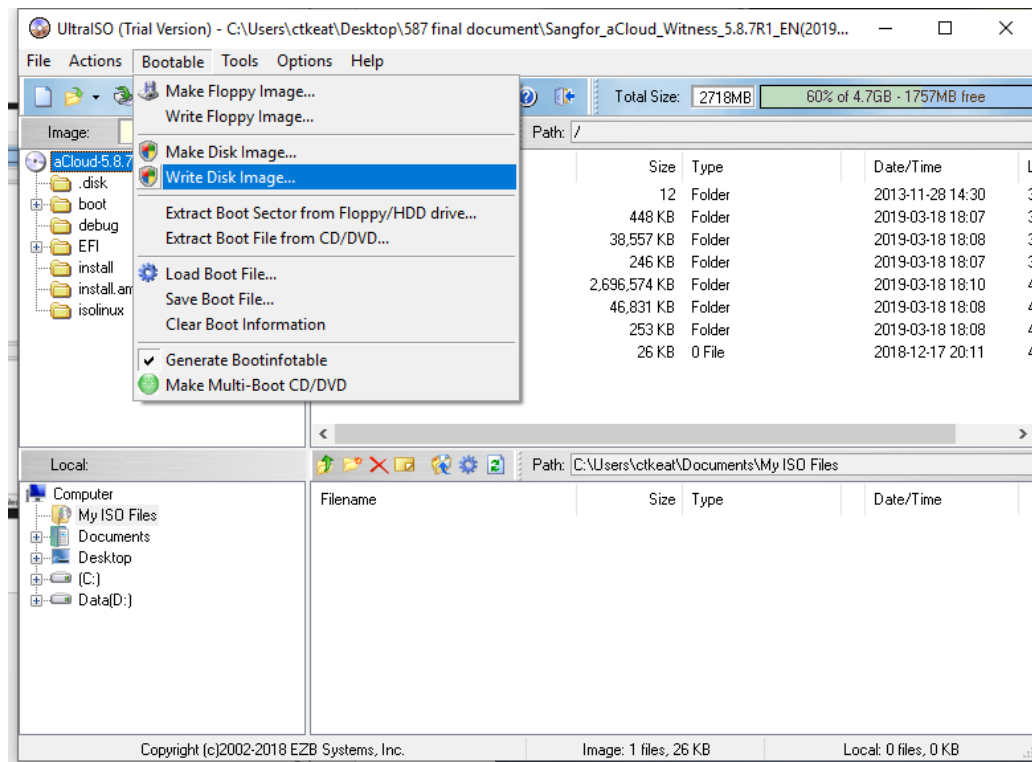 UltraISO (Trial Version) - C:\Users\ctkeat\Desktop\587 final document\Sangfor_aCloud_Witness_5.8.7R1_EN(2019...
File Actions Bootable Tools Options Help
Total Size: 2718MB 60% of 4.7GB - 1757MB free
Image: Path: /
Make Floppy Image...
Write Floppy Image...
Make Disk Image...
Write Disk Image...
Extract Boot Sector from Floppy/HDD drive...
Extract Boot File from CD/DVD...
Load Boot File...
Save Boot File...
Clear Boot Information
Generate Bootinfotable
Make Multi-Boot CD/DVD
aCloud-5.8.7
.disk
boot
debug
EFI
install
install.am
isolinux
Size Type Date/Time
12 Folder 2013-11-28 14:30
448 KB Folder 2019-03-18 18:07
38,557 KB Folder 2019-03-18 18:08
246 KB Folder 2019-03-18 18:07
2,696,574 KB Folder 2019-03-18 18:10
46,831 KB Folder 2019-03-18 18:08
253 KB Folder 2019-03-18 18:08
26 KB 0 File 2018-12-17 20:11
Local: Path: C:\Users\ctkeat\Documents\My ISO Files
Computer
My ISO Files
Documents
Desktop
(C:)
Data(D:)
Filename Size Type Date/Time
Copyright (c)2002-2018 EZB Systems, Inc. Image: 1 files, 26 KB Local: 0 files, 0 KB